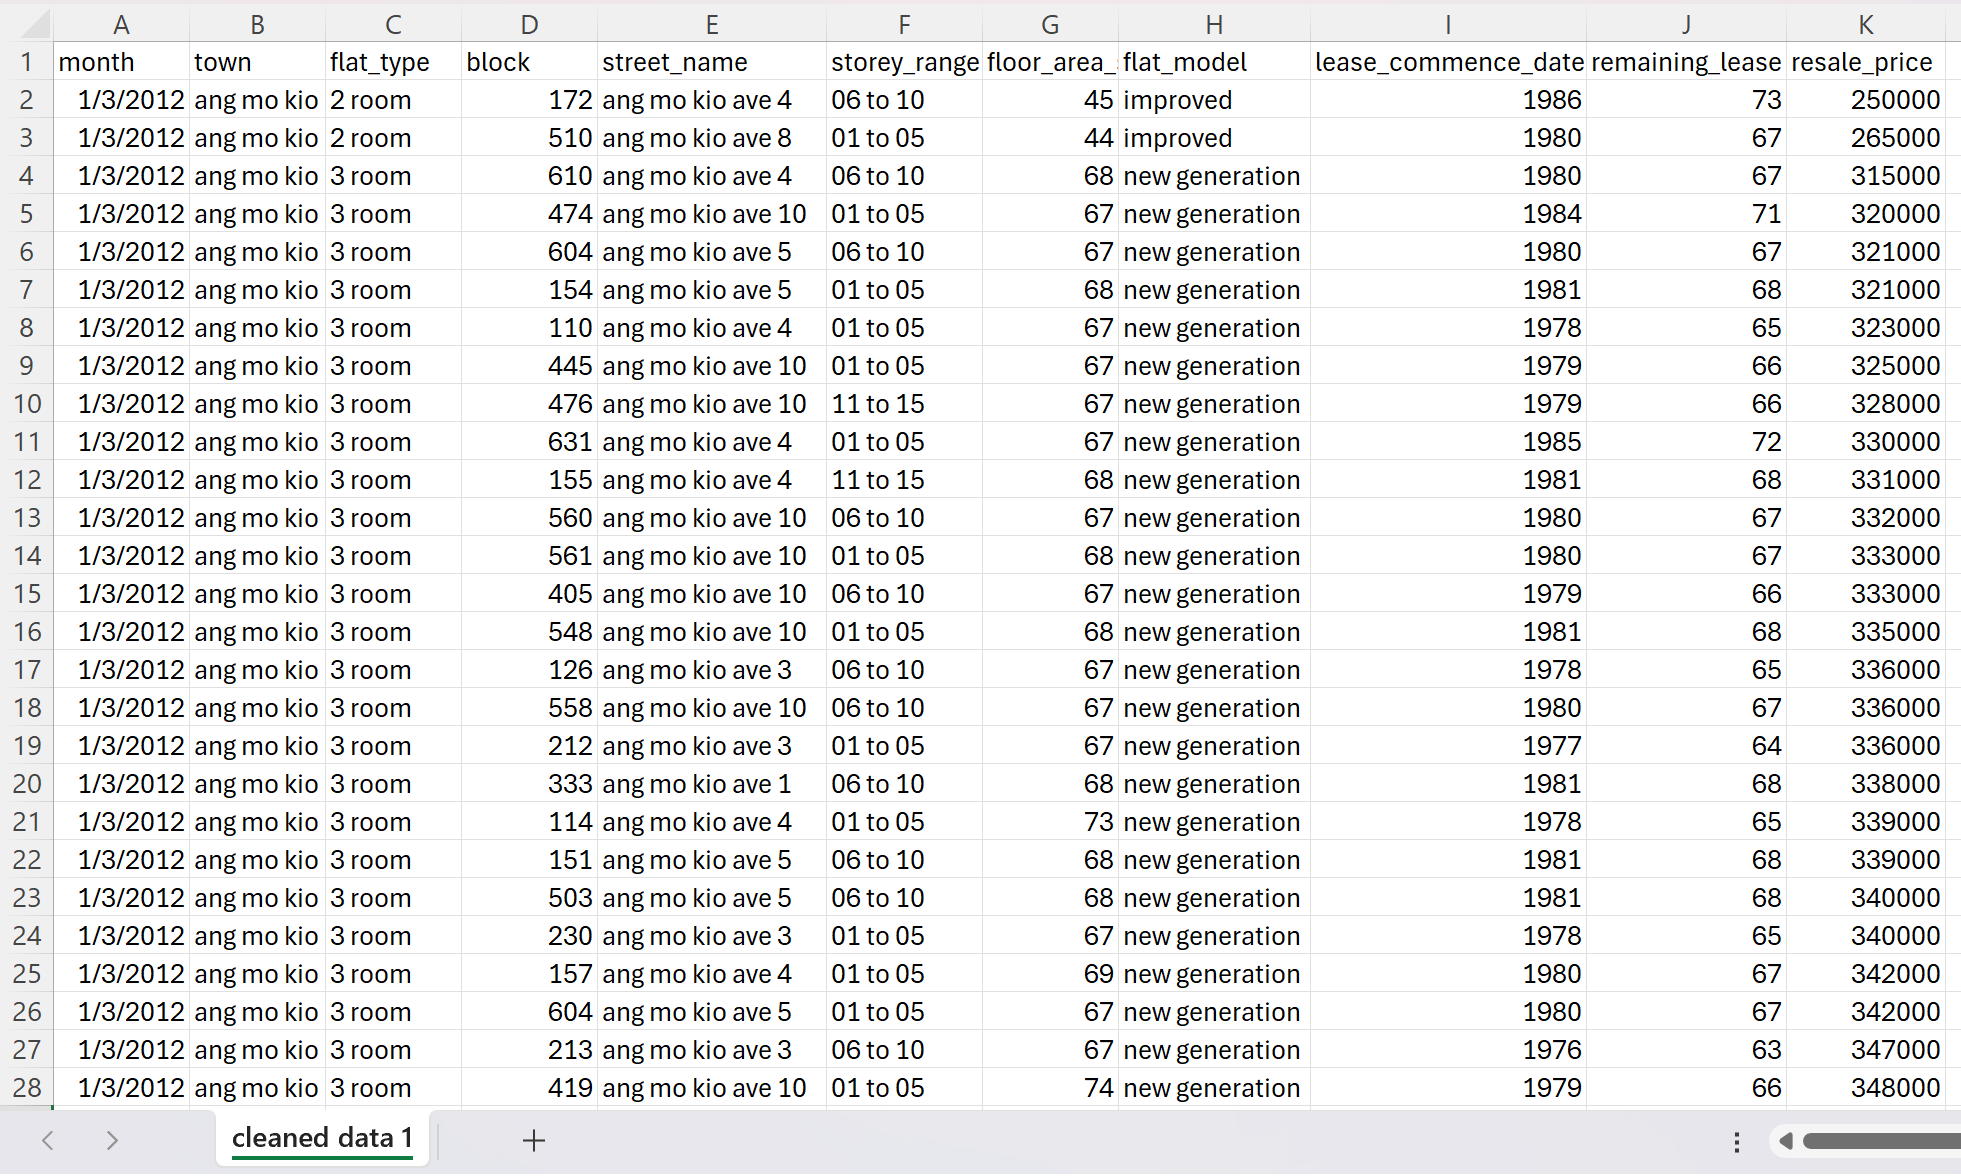 A B C D E F G H I J K
1 month town flat_type block street_name storey_range floor_area_ flat_model lease_commence_date remaining_lease resale_price
2 1/3/2012 ang mo kio 2 room 172 ang mo kio ave 4 06 to 10 45 improved 1986 73 250000
3 1/3/2012 ang mo kio 2 room 510 ang mo kio ave 8 01 to 05 44 improved 1980 67 265000
4 1/3/2012 ang mo kio 3 room 610 ang mo kio ave 4 06 to 10 68 new generation 1980 67 315000
5 1/3/2012 ang mo kio 3 room 474 ang mo kio ave 10 01 to 05 67 new generation 1984 71 320000
6 1/3/2012 ang mo kio 3 room 604 ang mo kio ave 5 06 to 10 67 new generation 1980 67 321000
7 1/3/2012 ang mo kio 3 room 154 ang mo kio ave 5 01 to 05 68 new generation 1981 68 321000
8 1/3/2012 ang mo kio 3 room 110 ang mo kio ave 4 01 to 05 67 new generation 1978 65 323000
9 1/3/2012 ang mo kio 3 room 445 ang mo kio ave 10 01 to 05 67 new generation 1979 66 325000
10 1/3/2012 ang mo kio 3 room 476 ang mo kio ave 10 11 to 15 67 new generation 1979 66 328000
11 1/3/2012 ang mo kio 3 room 631 ang mo kio ave 4 01 to 05 67 new generation 1985 72 330000
12 1/3/2012 ang mo kio 3 room 155 ang mo kio ave 4 11 to 15 68 new generation 1981 68 331000
13 1/3/2012 ang mo kio 3 room 560 ang mo kio ave 10 06 to 10 67 new generation 1980 67 332000
14 1/3/2012 ang mo kio 3 room 561 ang mo kio ave 10 01 to 05 68 new generation 1980 67 333000
15 1/3/2012 ang mo kio 3 room 405 ang mo kio ave 10 06 to 10 67 new generation 1979 66 333000
16 1/3/2012 ang mo kio 3 room 548 ang mo kio ave 10 01 to 05 68 new generation 1981 68 335000
17 1/3/2012 ang mo kio 3 room 126 ang mo kio ave 3 06 to 10 67 new generation 1978 65 336000
18 1/3/2012 ang mo kio 3 room 558 ang mo kio ave 10 06 to 10 67 new generation 1980 67 336000
19 1/3/2012 ang mo kio 3 room 212 ang mo kio ave 3 01 to 05 67 new generation 1977 64 336000
20 1/3/2012 ang mo kio 3 room 333 ang mo kio ave 1 06 to 10 68 new generation 1981 68 338000
21 1/3/2012 ang mo kio 3 room 114 ang mo kio ave 4 01 to 05 73 new generation 1978 65 339000
22 1/3/2012 ang mo kio 3 room 151 ang mo kio ave 5 06 to 10 68 new generation 1981 68 339000
23 1/3/2012 ang mo kio 3 room 503 ang mo kio ave 5 06 to 10 68 new generation 1981 68 340000
24 1/3/2012 ang mo kio 3 room 230 ang mo kio ave 3 01 to 05 67 new generation 1978 65 340000
25 1/3/2012 ang mo kio 3 room 157 ang mo kio ave 4 01 to 05 69 new generation 1980 67 342000
26 1/3/2012 ang mo kio 3 room 604 ang mo kio ave 5 01 to 05 67 new generation 1980 67 342000
27 1/3/2012 ang mo kio 3 room 213 ang mo kio ave 3 06 to 10 67 new generation 1976 63 347000
28 1/3/2012 ang mo kio 3 room 419 ang mo kio ave 10 01 to 05 74 new generation 1979 66 348000
cleaned data 1